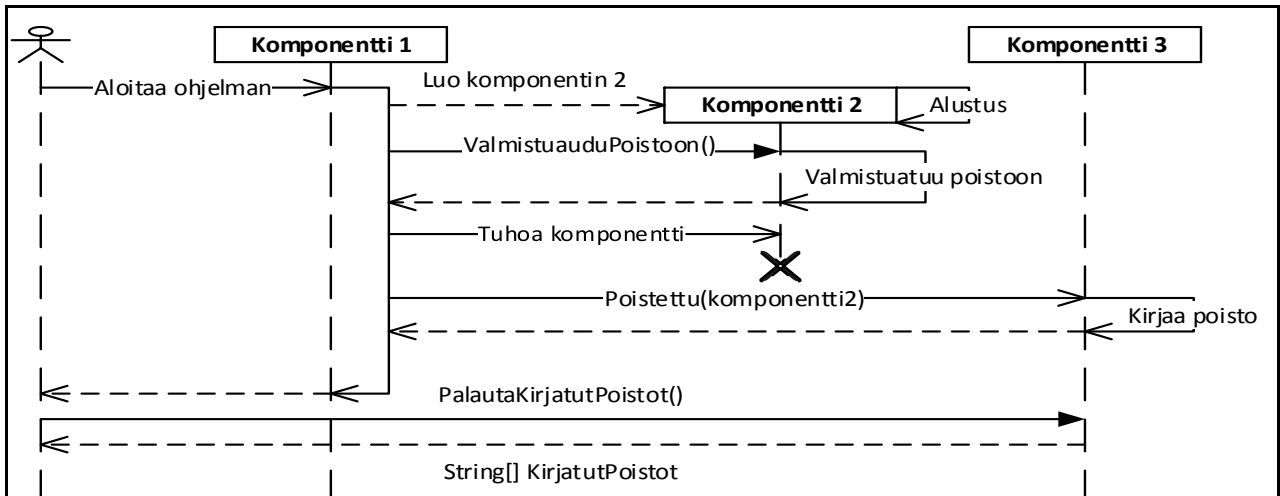 Komponentti 1
Komponentti 3
Aloitaa ohjelman
Luo komponentin 2
Komponentti 2
Alustus
ValmistuauduPoistoon()
Valmistuatuu poistoon
Tuhoa komponentti
Poistettu(komponentti2)
Kirjaa poisto
PalautaKirjatutPoistot()
String[] KirjatutPoistot